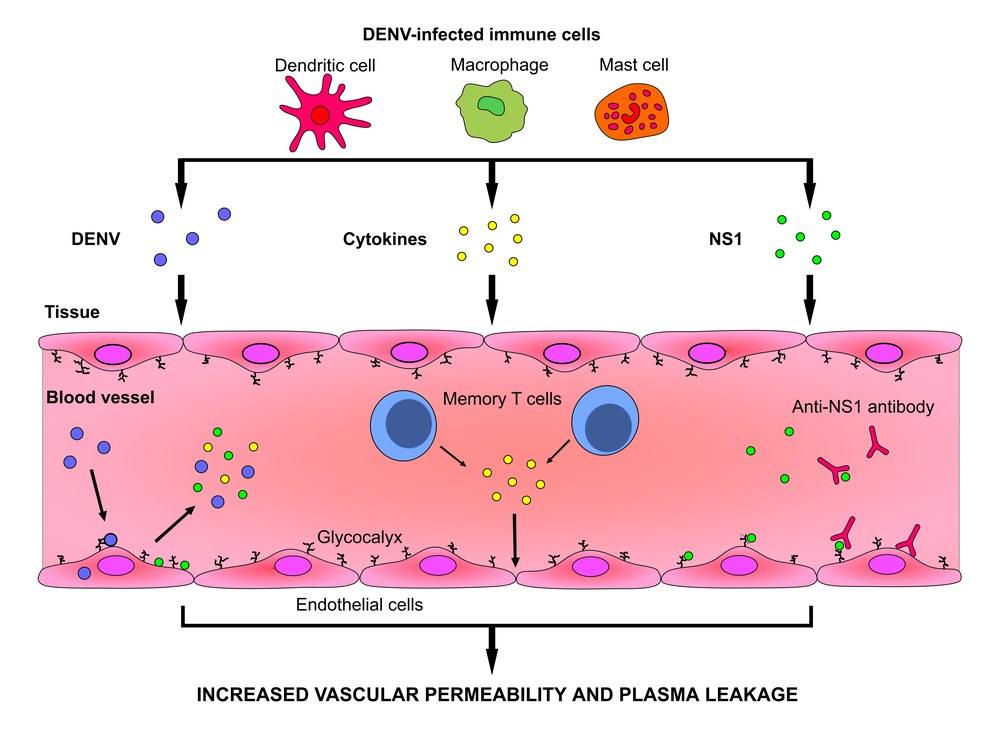 DENV-infected immune cells
Dendritic cell
Macrophage
Mast cell
DENV
Cytokines
NS1
Tissue
Blood vessel
Memory T cells
Anti-NS1 antibody
Glycocalyx
Endothelial cells
INCREASED VASCULAR PERMEABILITY AND PLASMA LEAKAGE